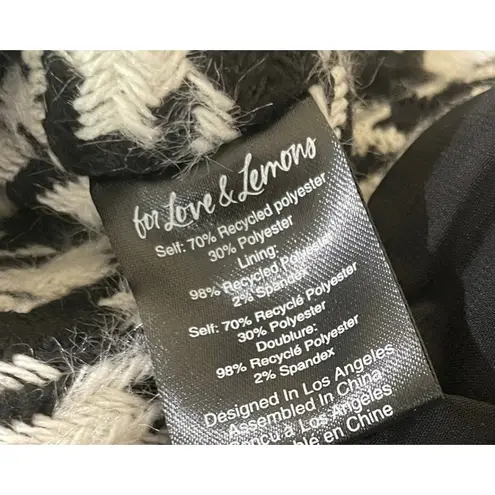 for Love & Lemons
Self: 70% Recycled polyester
30% Polyester
Lining:
98% Recycled Polyester
2% Spandex
Self: 70% Recyclé Polyester
30% Polyester
Doublure:
98% Recyclé Polyester
2% Spandex
Designed In Los Angeles
Assembled In China
à Los Angeles
en Chine